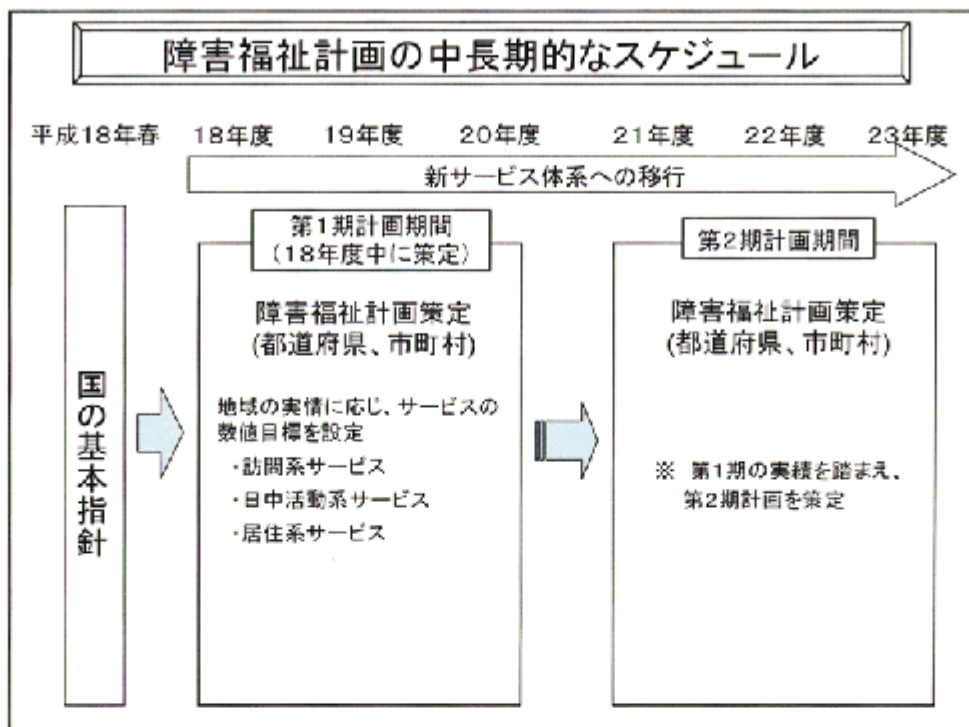 障害福祉計画の中長期的なスケジュール
平成18年春 18年度 19年度 20年度 21年度 22年度 23年度
新サービス体系への移行
国の基本指針
第1期計画期間
(18年度中に策定)
障害福祉計画策定
(都道府県、市町村)
地域の実情に応じ、サービスの
数値目標を設定
・訪問系サービス
・日中活動系サービス
・居住系サービス
第2期計画期間
障害福祉計画策定
(都道府県、市町村)
※ 第1期の実績を踏まえ、
第2期計画を策定